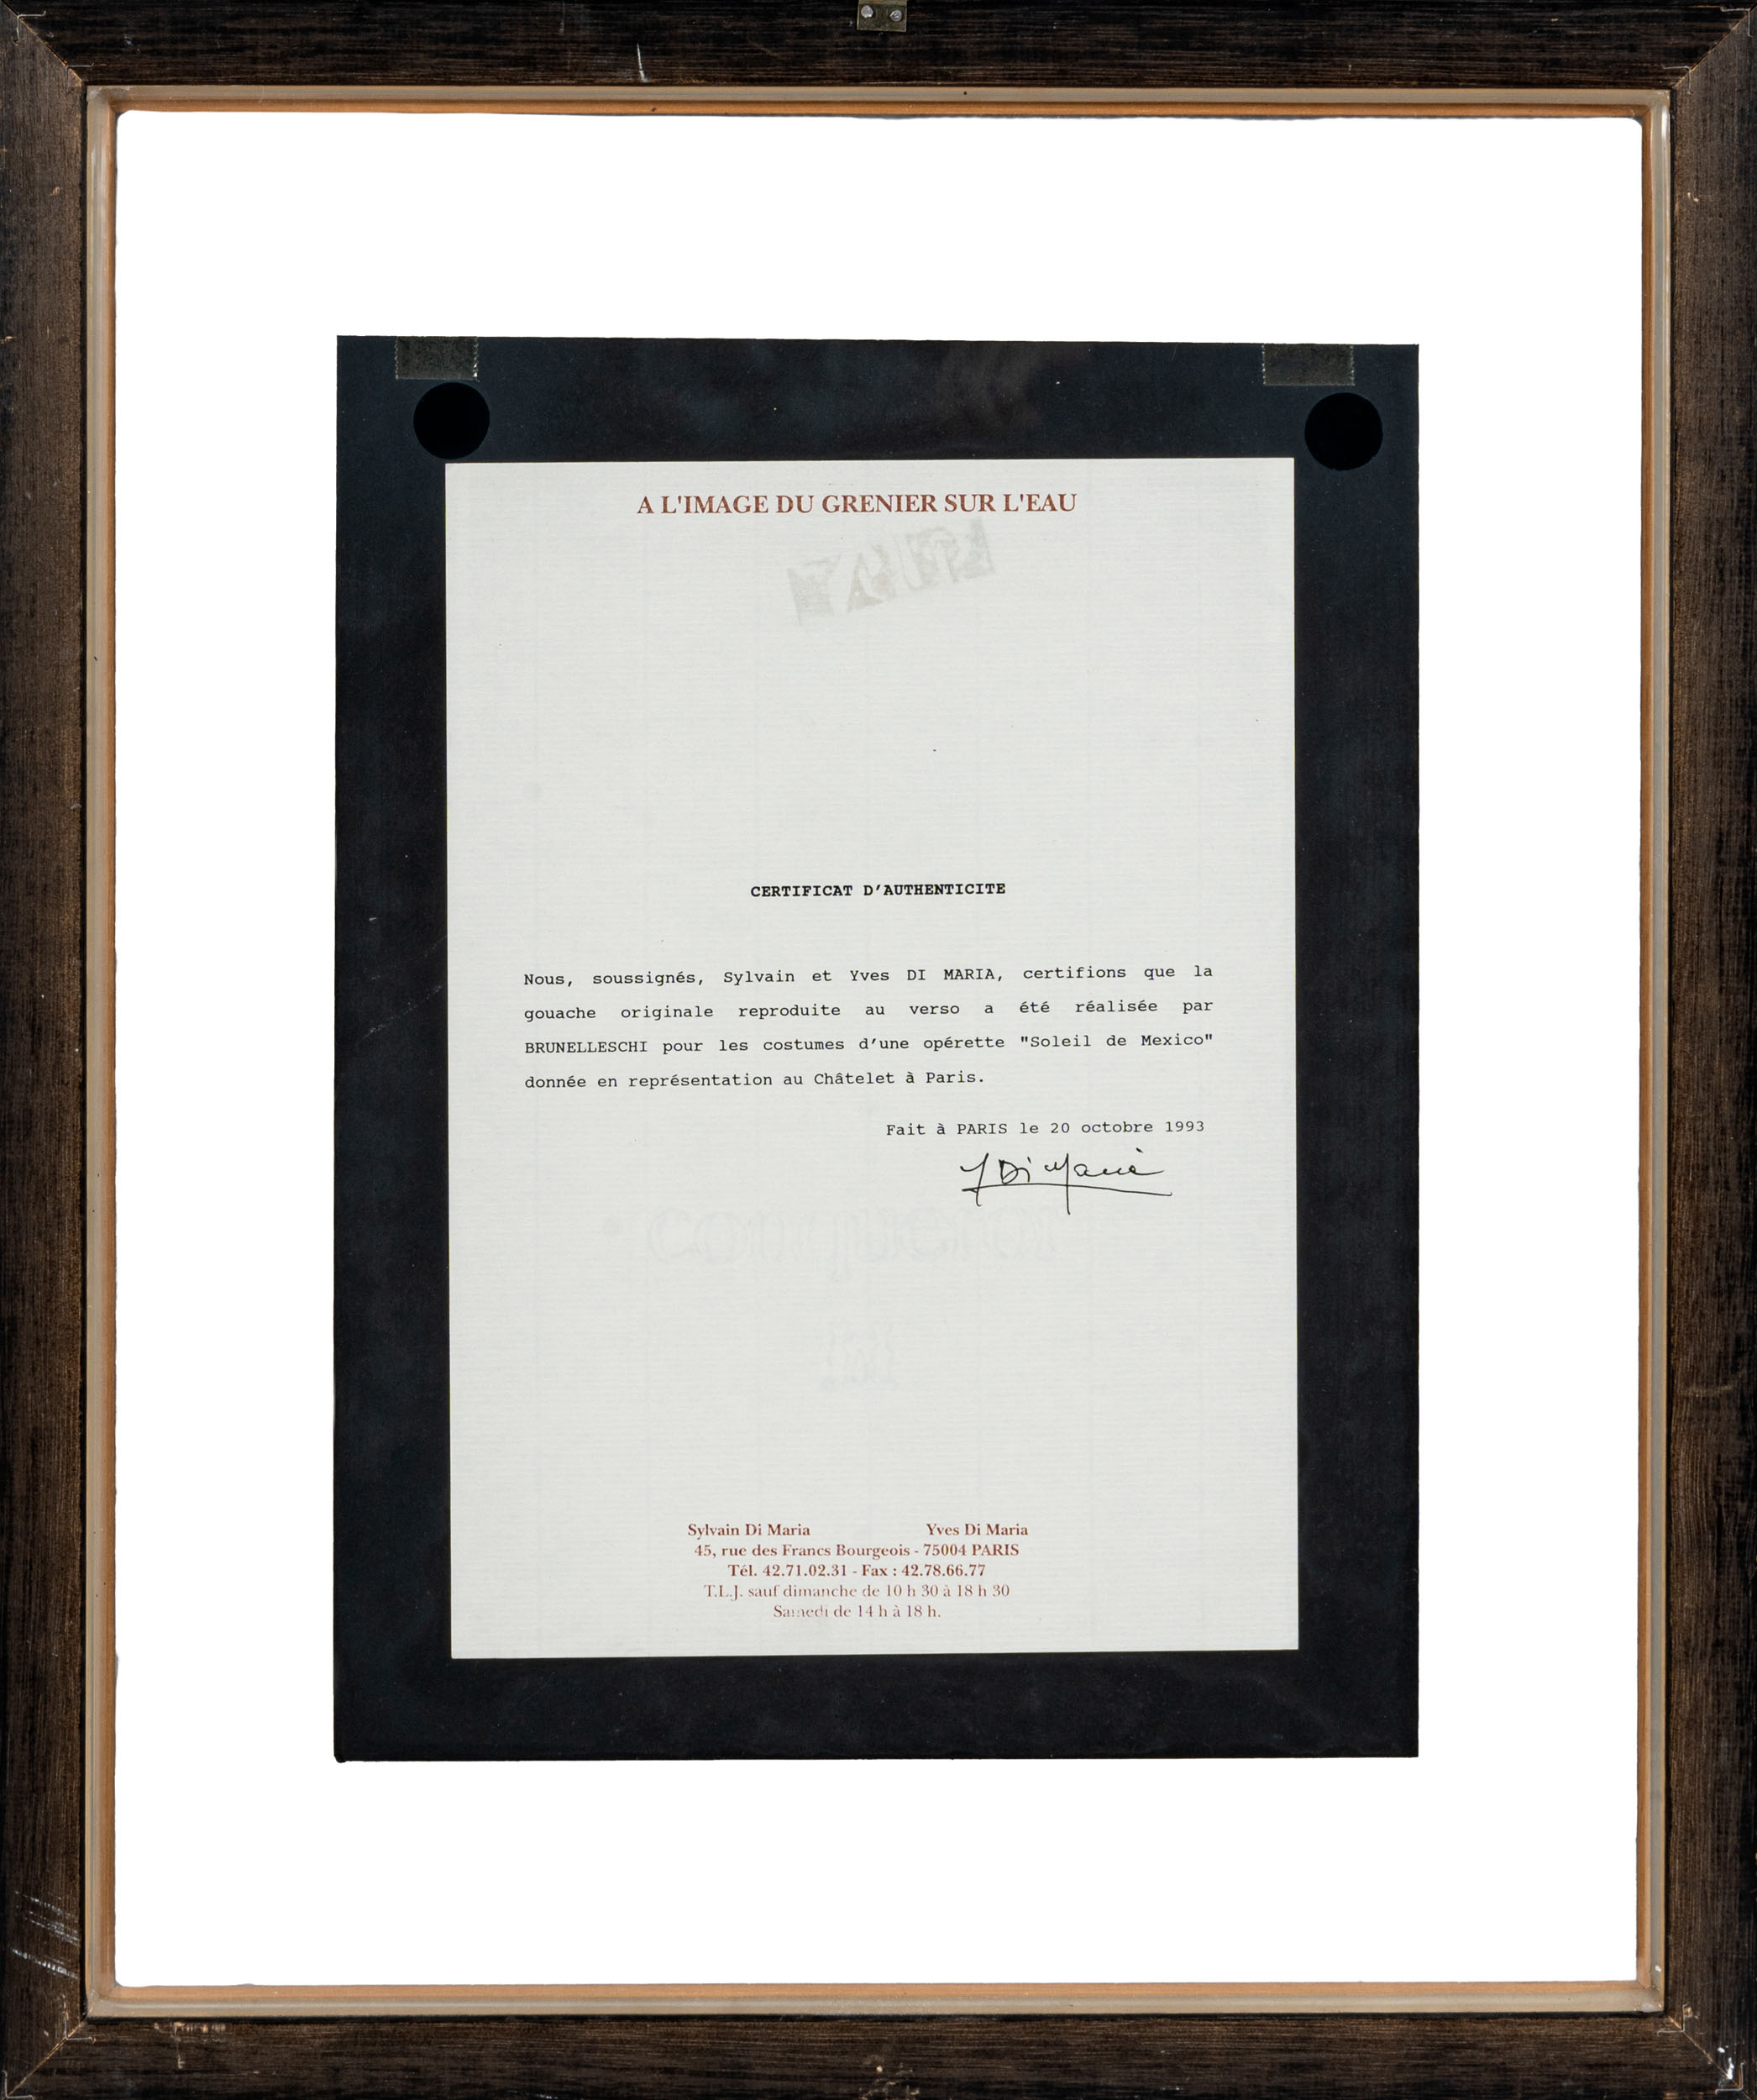 A L'IMAGE DU GRENIER SUR L'EAU
CERTIFICAT D'AUTHENTICITE
Nous, soussignés, Sylvain et Yves DI MARIA, certifions que la
gouache originale reproduite au verso a été réalisée par
BRUNELLESCHI pour les costumes d'une opérette "Soleil de Mexico"
donnée en représentation au Châtelet à Paris.
Fait à PARIS le 20 octobre 1993
Y Di Maria
Sylvain Di Maria Yves Di Maria
45, rue des Francs Bourgeois - 75004 PARIS
Tél. 42.71.02.31 - Fax : 42.78.66.77
T.L.J. sauf dimanche de 10 h 30 à 18 h 30
Samedi de 14 h à 18 h.